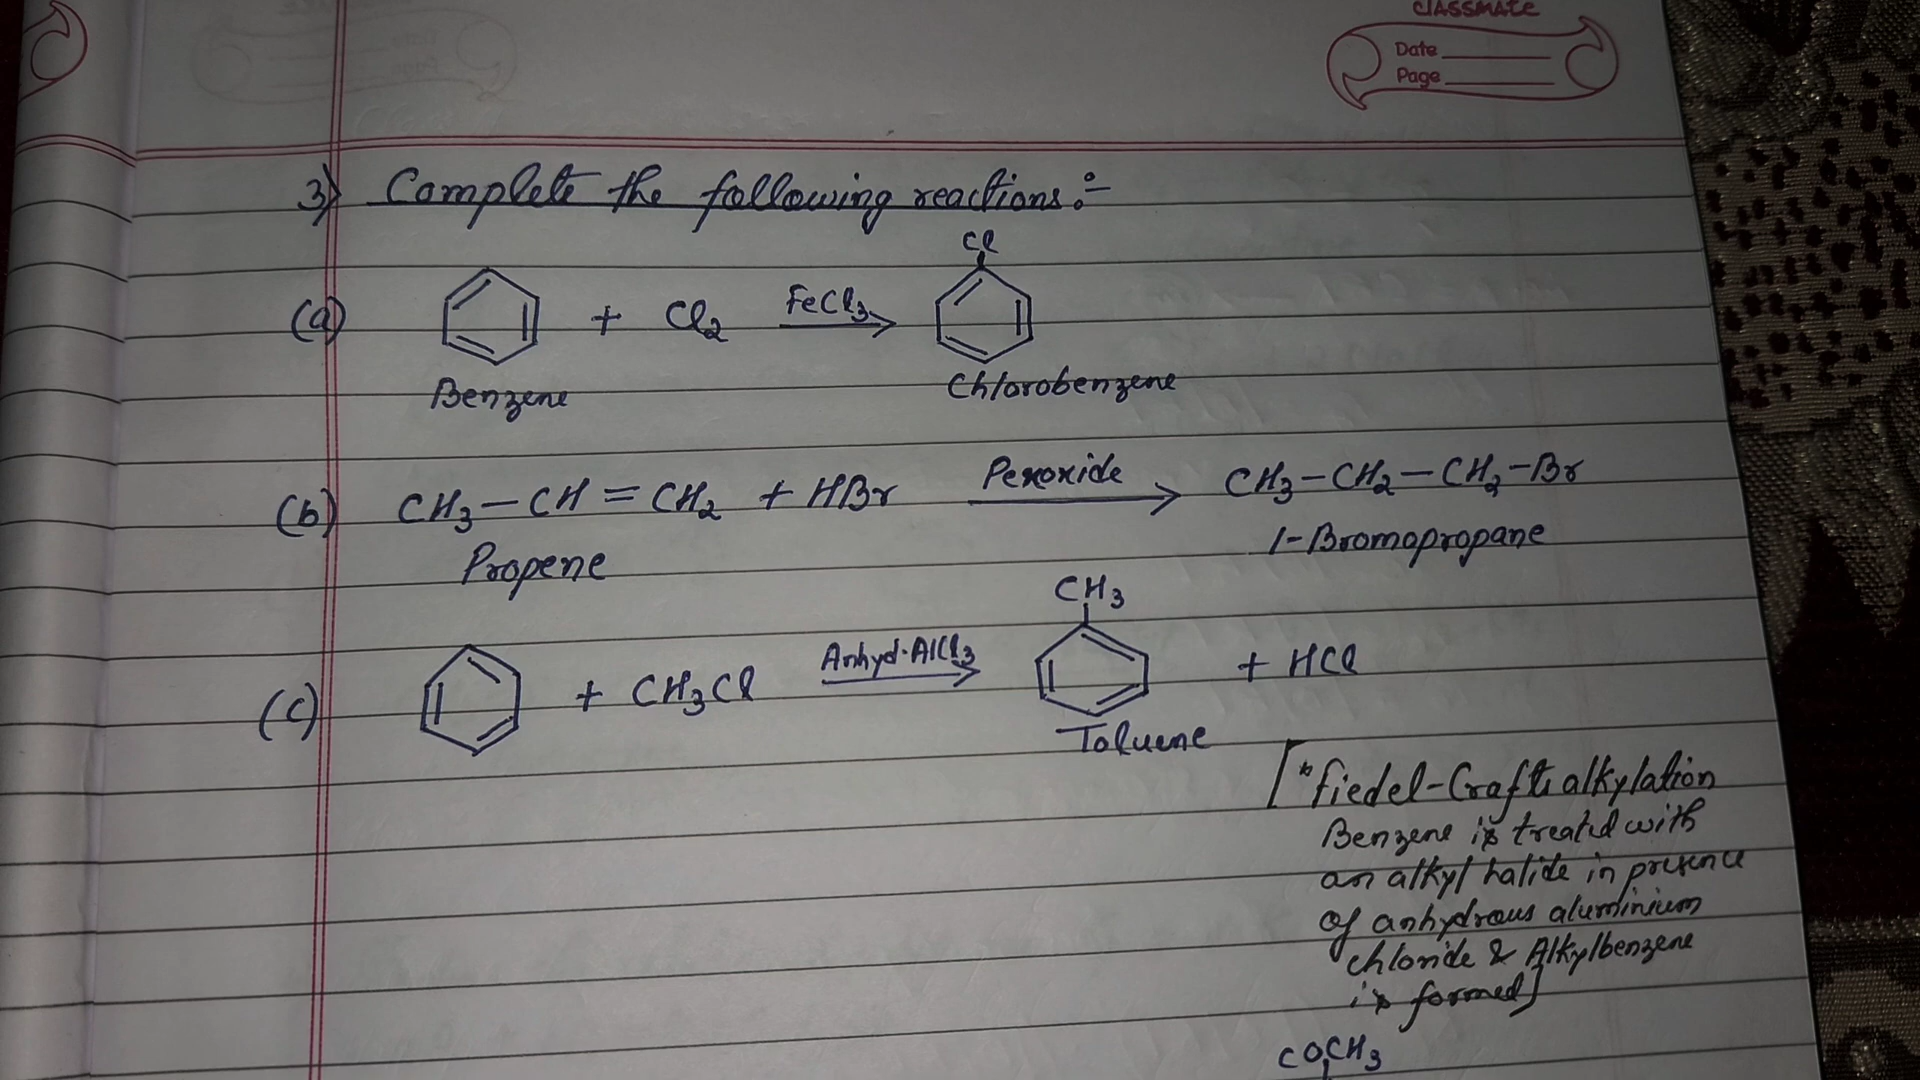 classmate
Date
Page
3) Complete the following reactions:-
Cl
(a) + Cl2 FeCl3
Benzene Chlorobenzene
(b) CH3-CH=CH2 + HBr Peroxide CH3-CH2-CH2-Br
Propene 1-Bromopropane
CH3
(c) + CH3Cl Anhyd. AlCl3 + HCl
Toluene
[* Fiedel-Crafts alkylation
Benzene is treated with
an alkyl halide in presence
of anhydrous aluminium
chloride & Alkylbenzene
is formed]
COCH3